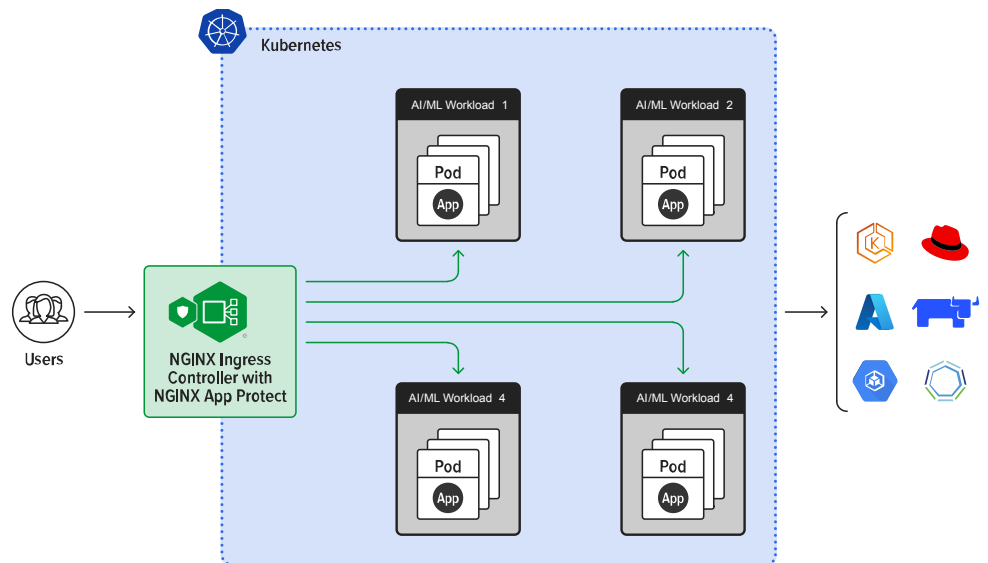 Kubernetes
AI/ML Workload 1
Pod
App
AI/ML Workload 2
Pod
App
Users
NGINX Ingress
Controller with
NGINX App Protect
AI/ML Workload 4
Pod
App
AI/ML Workload 4
Pod
App
K